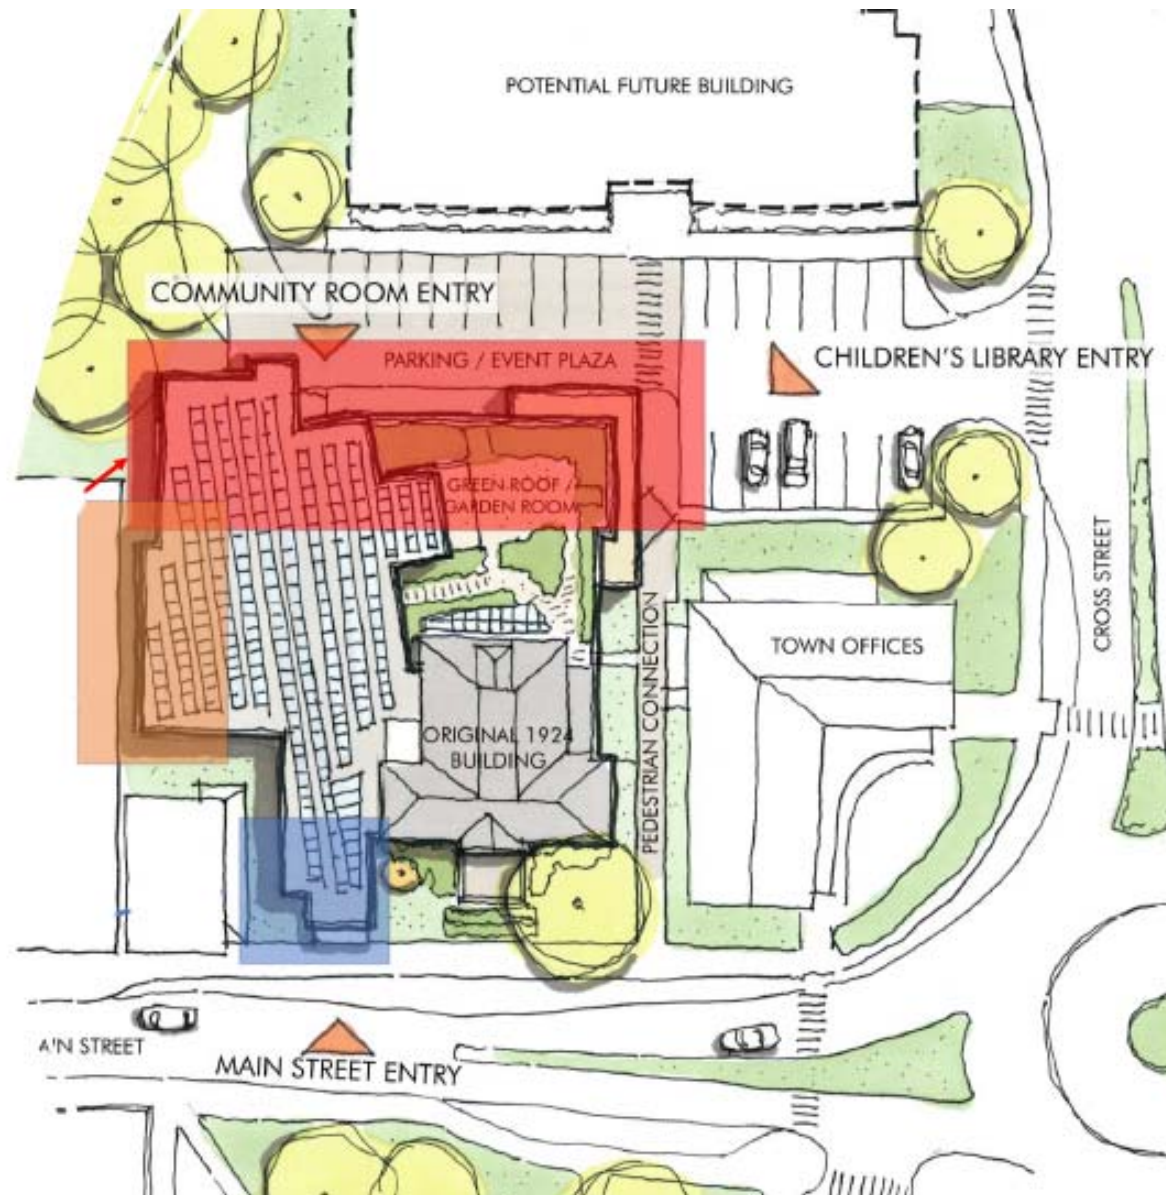 POTENTIAL FUTURE BUILDING
COMMUNITY ROOM ENTRY
PARKING / EVENT PLAZA
CHILDREN'S LIBRARY ENTRY
GREEN ROOF /
GARDEN ROOM
CROSS STREET
TOWN OFFICES
PEDESTRIAN CONNECTION
ORIGINAL 1924
BUILDING
A'N STREET
MAIN STREET ENTRY